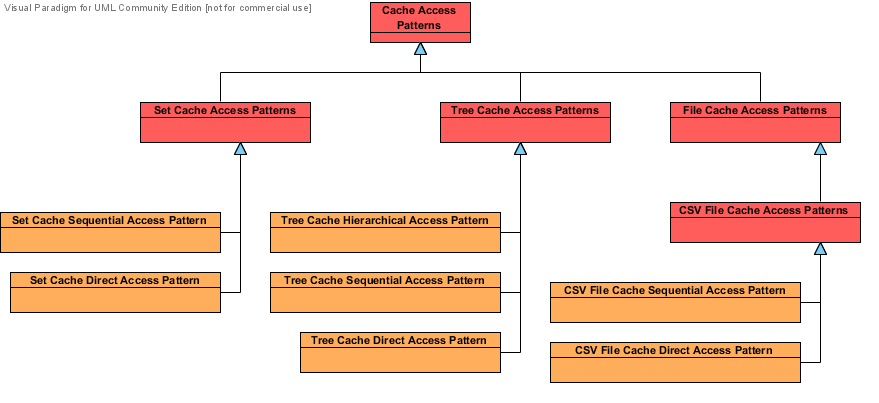 Visual Paradigm for UML Community Edition [not for commercial use]
Cache Access
Patterns
Set Cache Access Patterns
Tree Cache Access Patterns
File Cache Access Patterns
Set Cache Sequential Access Pattern
Tree Cache Hierarchical Access Pattern
CSV File Cache Access Patterns
Set Cache Direct Access Pattern
Tree Cache Sequential Access Pattern
CSV File Cache Sequential Access Pattern
Tree Cache Direct Access Pattern
CSV File Cache Direct Access Pattern